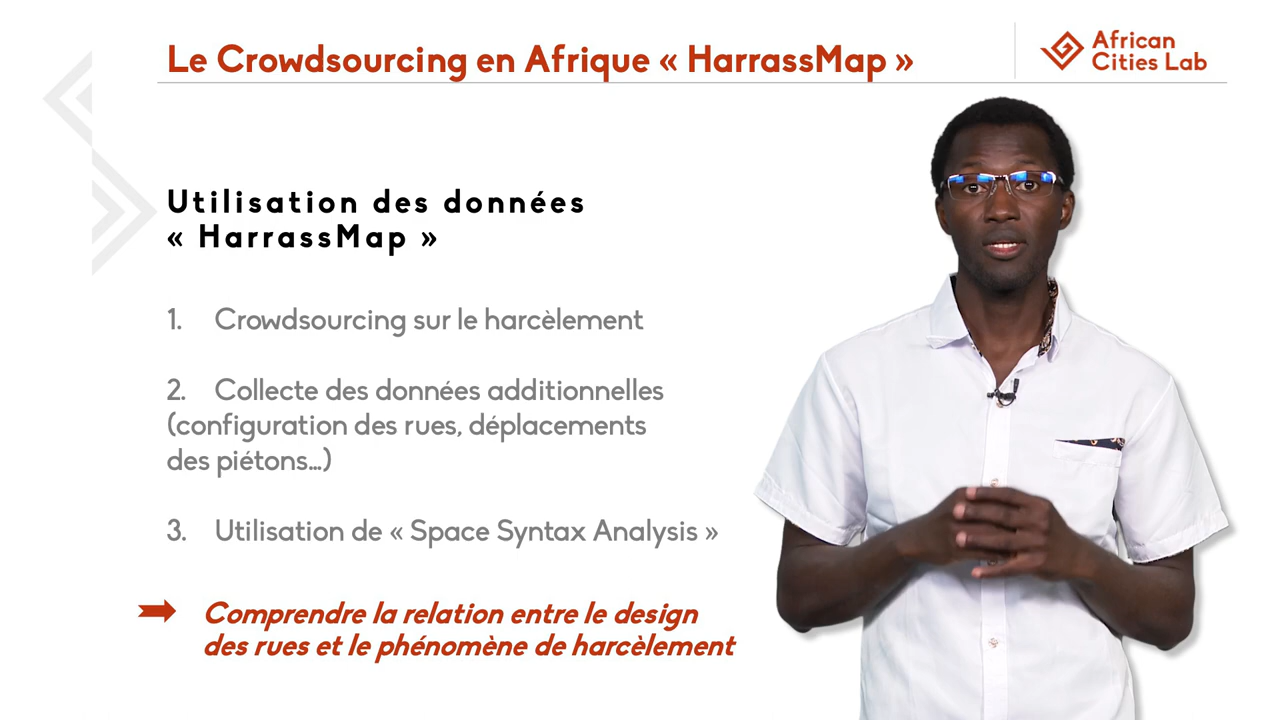 Le Crowdsourcing en Afrique « HarrassMap »
African
Cities Lab
Utilisation des données
« HarrassMap »
1. Crowdsourcing sur le harcèlement
2. Collecte des données additionnelles
(configuration des rues, déplacements
des piétons...)
3. Utilisation de « Space Syntax Analysis »
Comprendre la relation entre le design
des rues et le phénomène de harcèlement